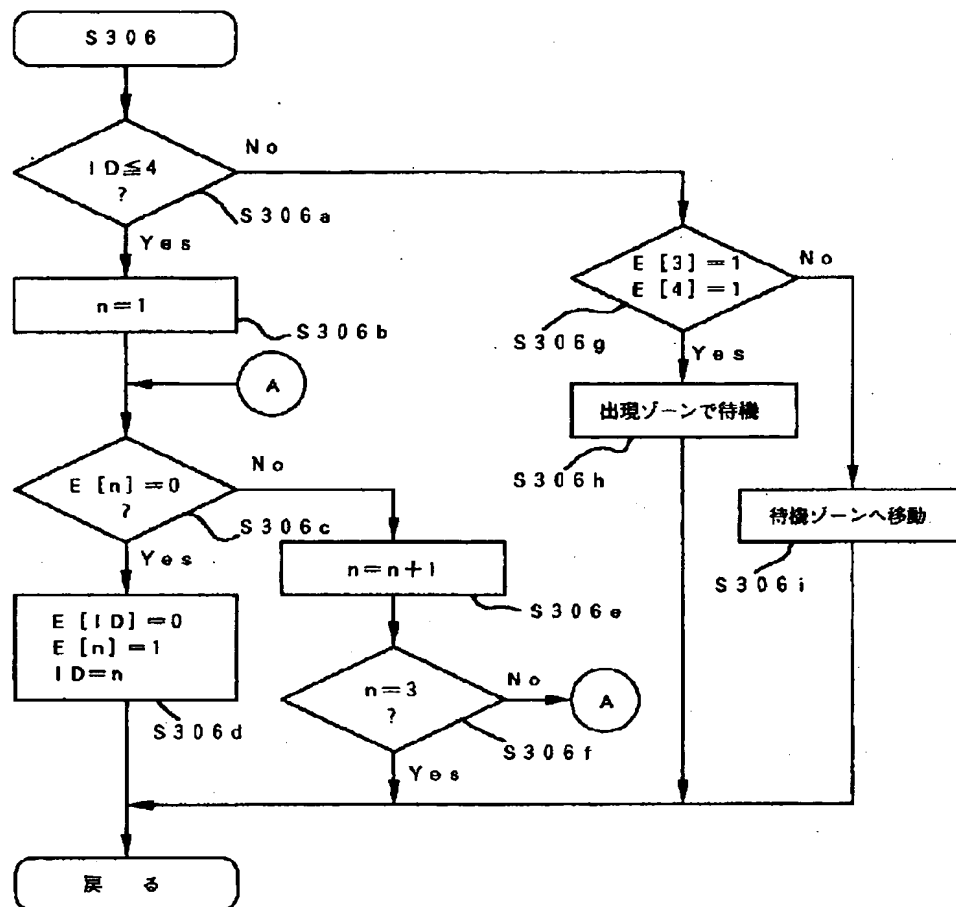 S306
ID≦4
?
No
S306a
Yes
n=1
S306b
A
E [n] =0
?
No
S306c
Yes
E [ID] =0
E [n] =1
ID=n
S306d
n=n+1
S306e
n=3
?
No
A
S306f
Yes
E [3] =1
E [4] =1
No
S306g
Yes
出現ゾーンで待機
S306h
待機ゾーンへ移動
S306i
戻る